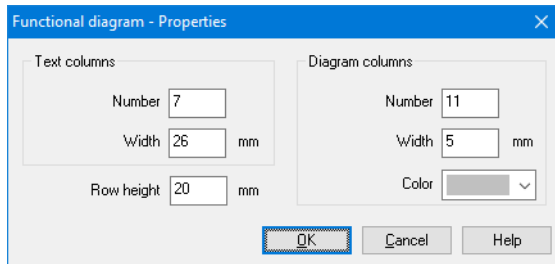 Functional diagram - Properties
Text columns
Number 7
Width 26 mm
Row height 20 mm
Diagram columns
Number 11
Width 5 mm
Color
OK Cancel Help